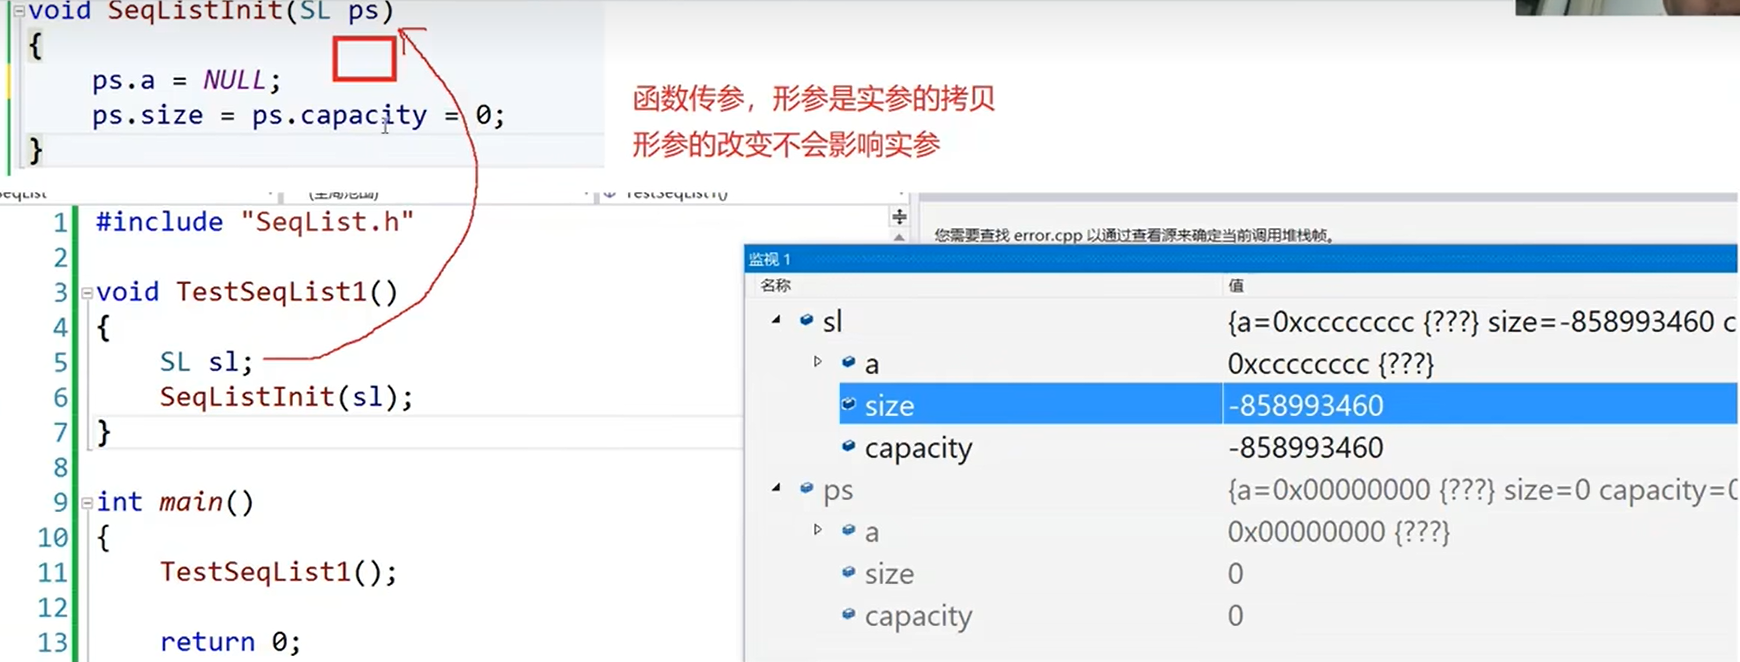 void SeqListInit(SL ps)
{
ps.a = NULL;
ps.size = ps.capacity = 0;
}
函数传参，形参是实参的拷贝
形参的改变不会影响实参
SeqList (全局范围) TestSeqList1()
1 #include "SeqList.h"
2
3 void TestSeqList1()
4 {
5 SL sl;
6 SeqListInit(sl);
7 }
8
9 int main()
10 {
11 TestSeqList1();
12
13 return 0;
您需要查找 error.cpp 以通过查看源来确定当前调用堆栈帧。
监视 1
名称 值
sl {a=0xcccccccc {???} size=-858993460 c
a 0xcccccccc {???}
size -858993460
capacity -858993460
ps {a=0x00000000 {???} size=0 capacity=0
a 0x00000000 {???}
size 0
capacity 0